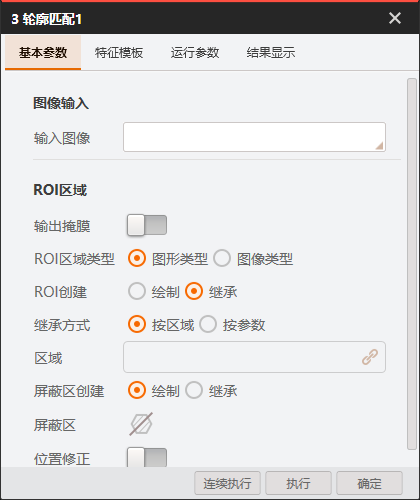 3 轮廓匹配1
基本参数 特征模板 运行参数 结果显示
图像输入
输入图像
ROI区域
输出掩膜
ROI区域类型 图形类型 图像类型
ROI创建 绘制 继承
继承方式 按区域 按参数
区域
屏蔽区创建 绘制 继承
屏蔽区
位置修正
连续执行 执行 确定